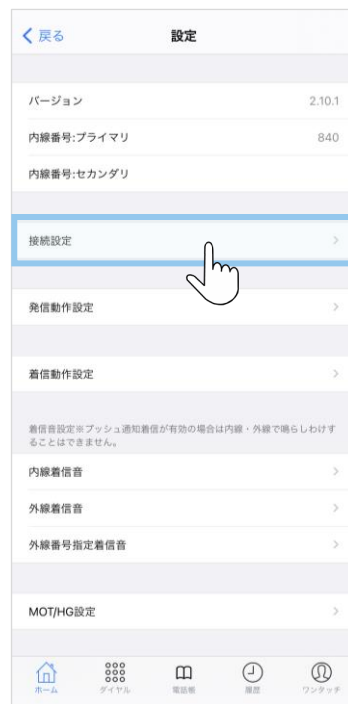 戻る 設定
バージョン 2.10.1
内線番号:プライマリ 840
内線番号:セカンダリ
接続設定
発信動作設定
着信動作設定
着信音設定※プッシュ通知着信が有効の場合は内線・外線で鳴らしわけす
ることはできません。
内線着信音
外線着信音
外線番号指定着信音
MOT/HG設定
ホーム ダイヤル 電話帳 履歴 ワンタッチ